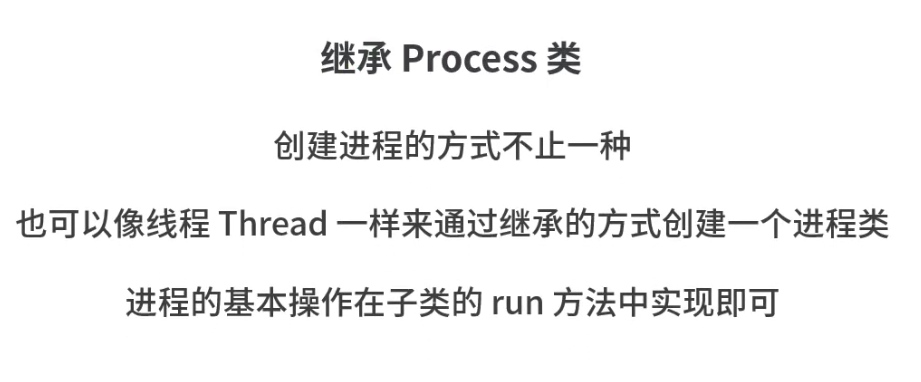 继承 Process 类
创建进程的方式不止一种
也可以像线程 Thread 一样来通过继承的方式创建一个进程类
进程的基本操作在子类的 run 方法中实现即可